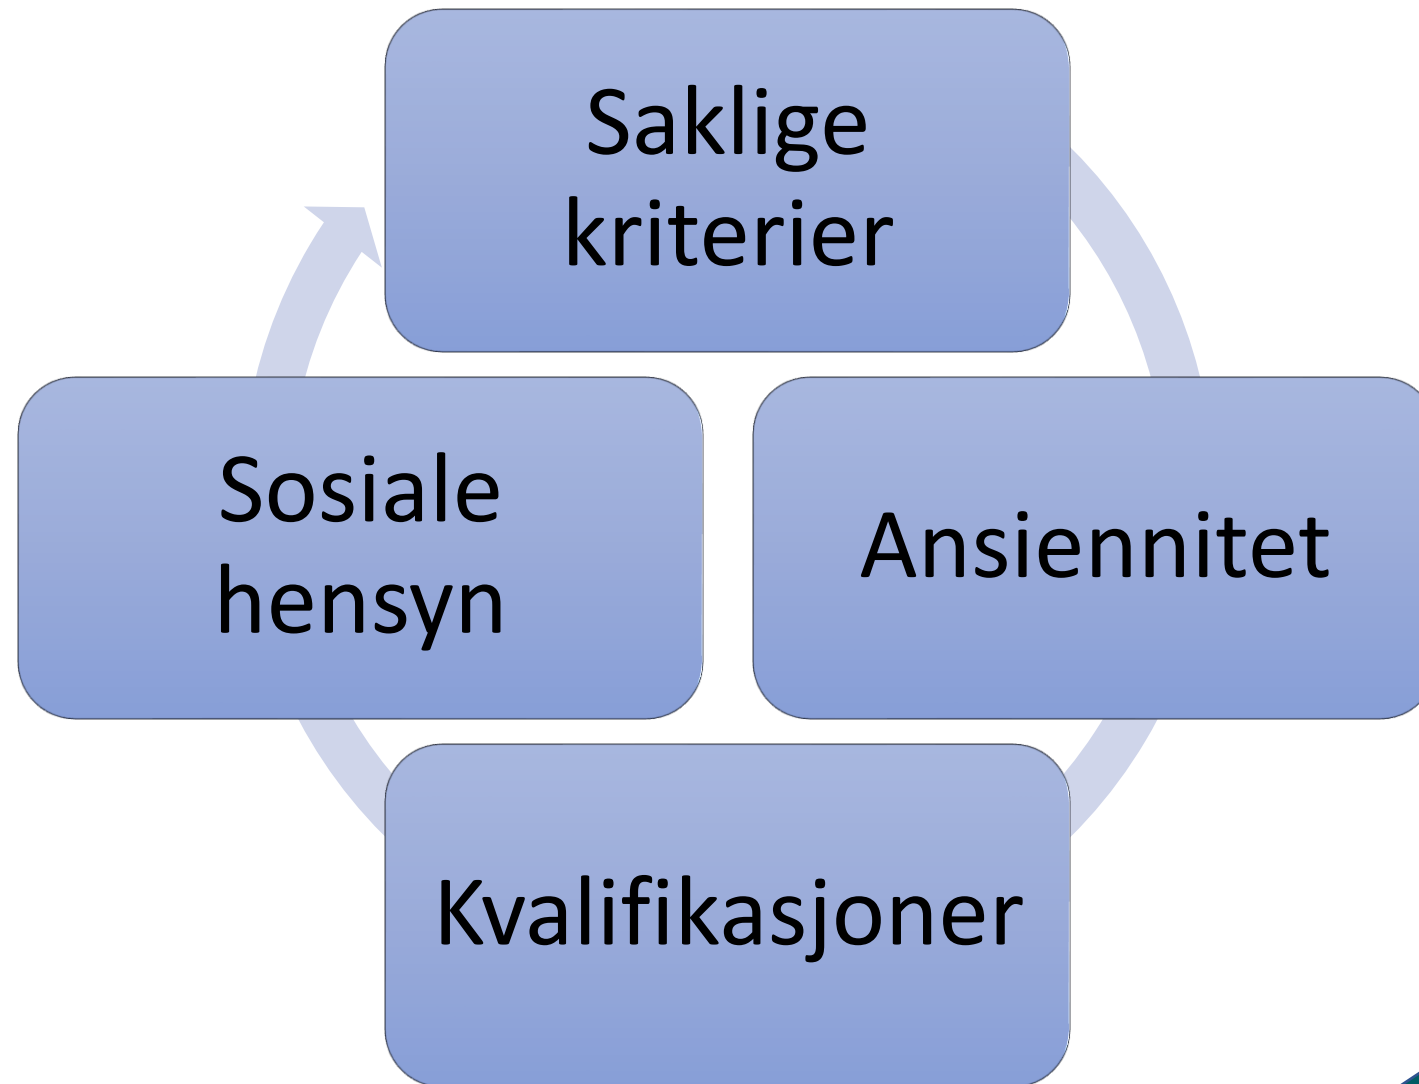 Saklige
kriterier
Ansiennitet
Kvalifikasjoner
Sosiale
hensyn